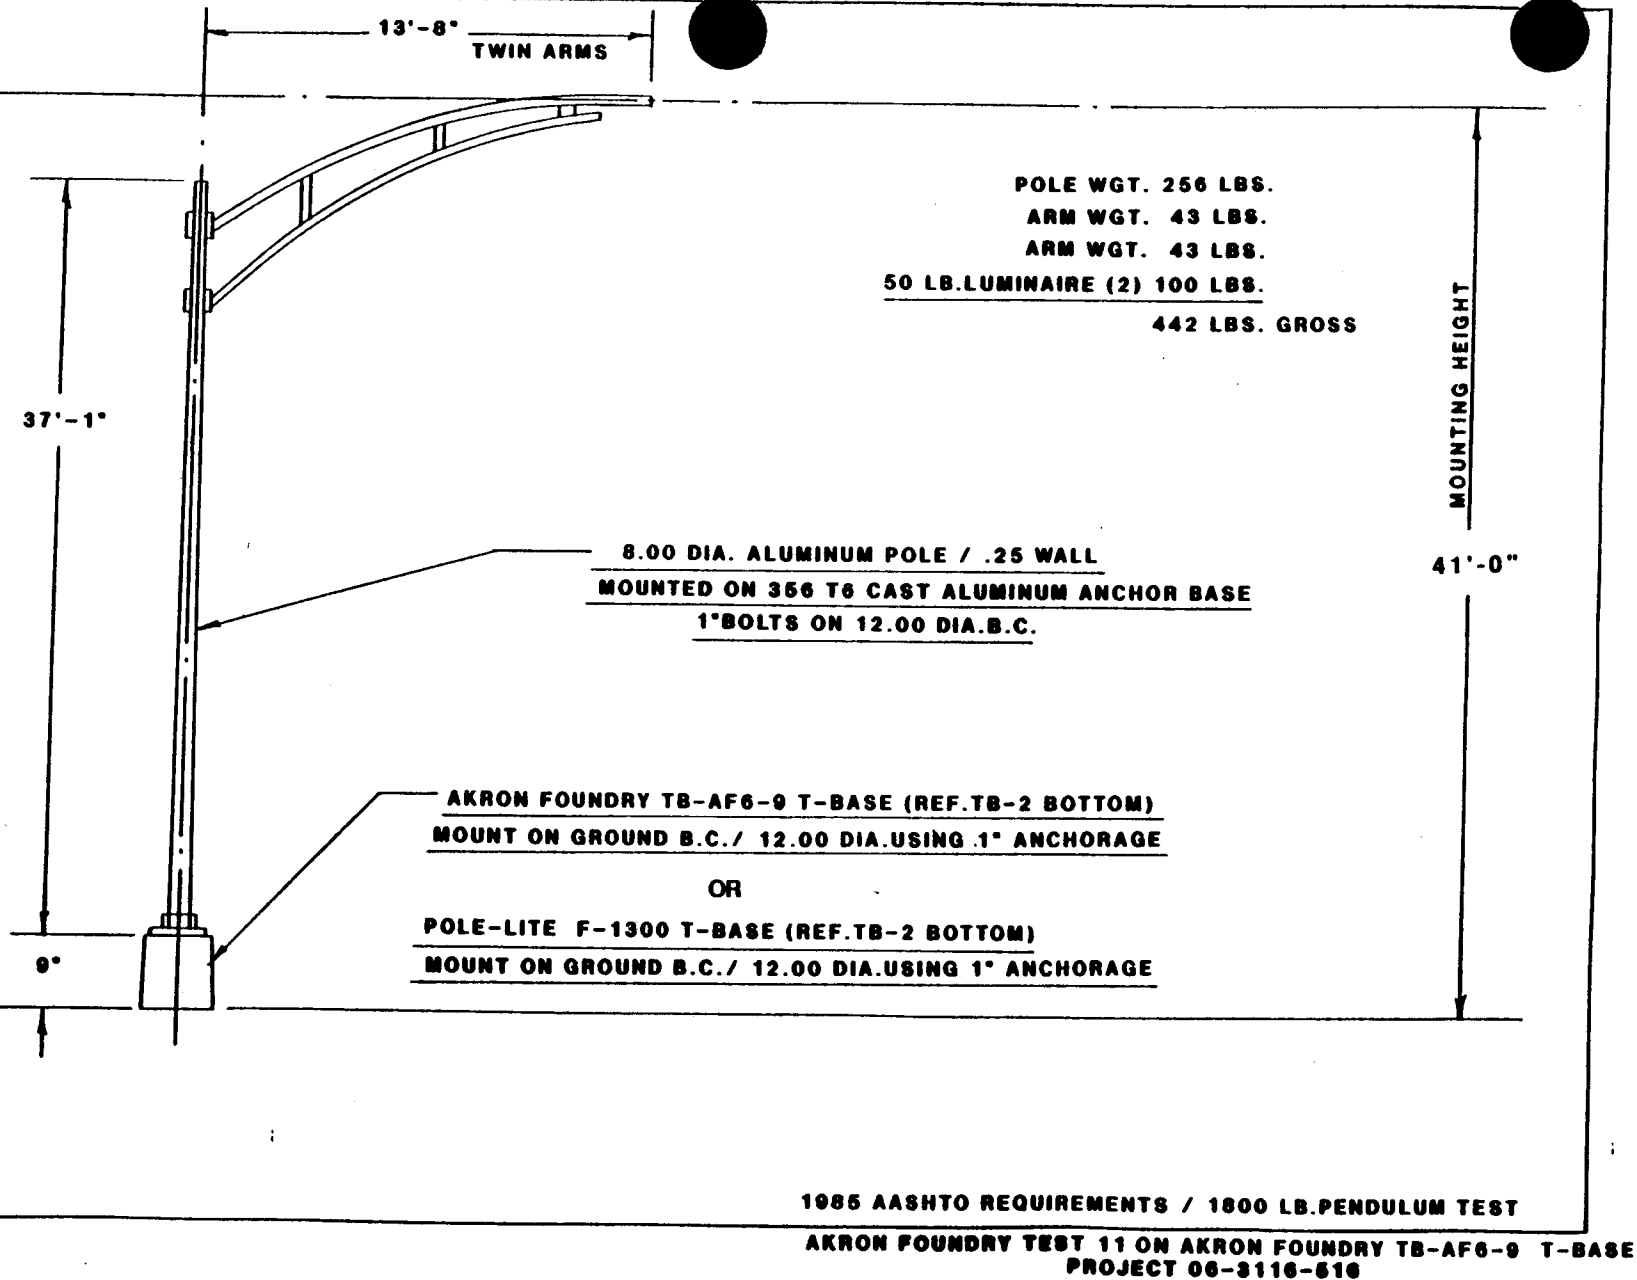 13'-8"
TWIN ARMS
POLE WGT. 256 LBS.
ARM WGT. 43 LBS.
ARM WGT. 43 LBS.
50 LB.LUMINAIRE (2) 100 LBS.
442 LBS. GROSS
MOUNTING HEIGHT
37'-1"
8.00 DIA. ALUMINUM POLE / .25 WALL
MOUNTED ON 356 T6 CAST ALUMINUM ANCHOR BASE
1"BOLTS ON 12.00 DIA.B.C.
41'-0"
AKRON FOUNDRY TB-AF6-9 T-BASE (REF.TB-2 BOTTOM)
MOUNT ON GROUND B.C./ 12.00 DIA.USING 1" ANCHORAGE
OR
POLE-LITE F-1300 T-BASE (REF.TB-2 BOTTOM)
MOUNT ON GROUND B.C./ 12.00 DIA.USING 1" ANCHORAGE
9"
1985 AASHTO REQUIREMENTS / 1800 LB.PENDULUM TEST
AKRON FOUNDRY TEST 11 ON AKRON FOUNDRY TB-AF6-9 T-BASE
PROJECT 06-3116-516